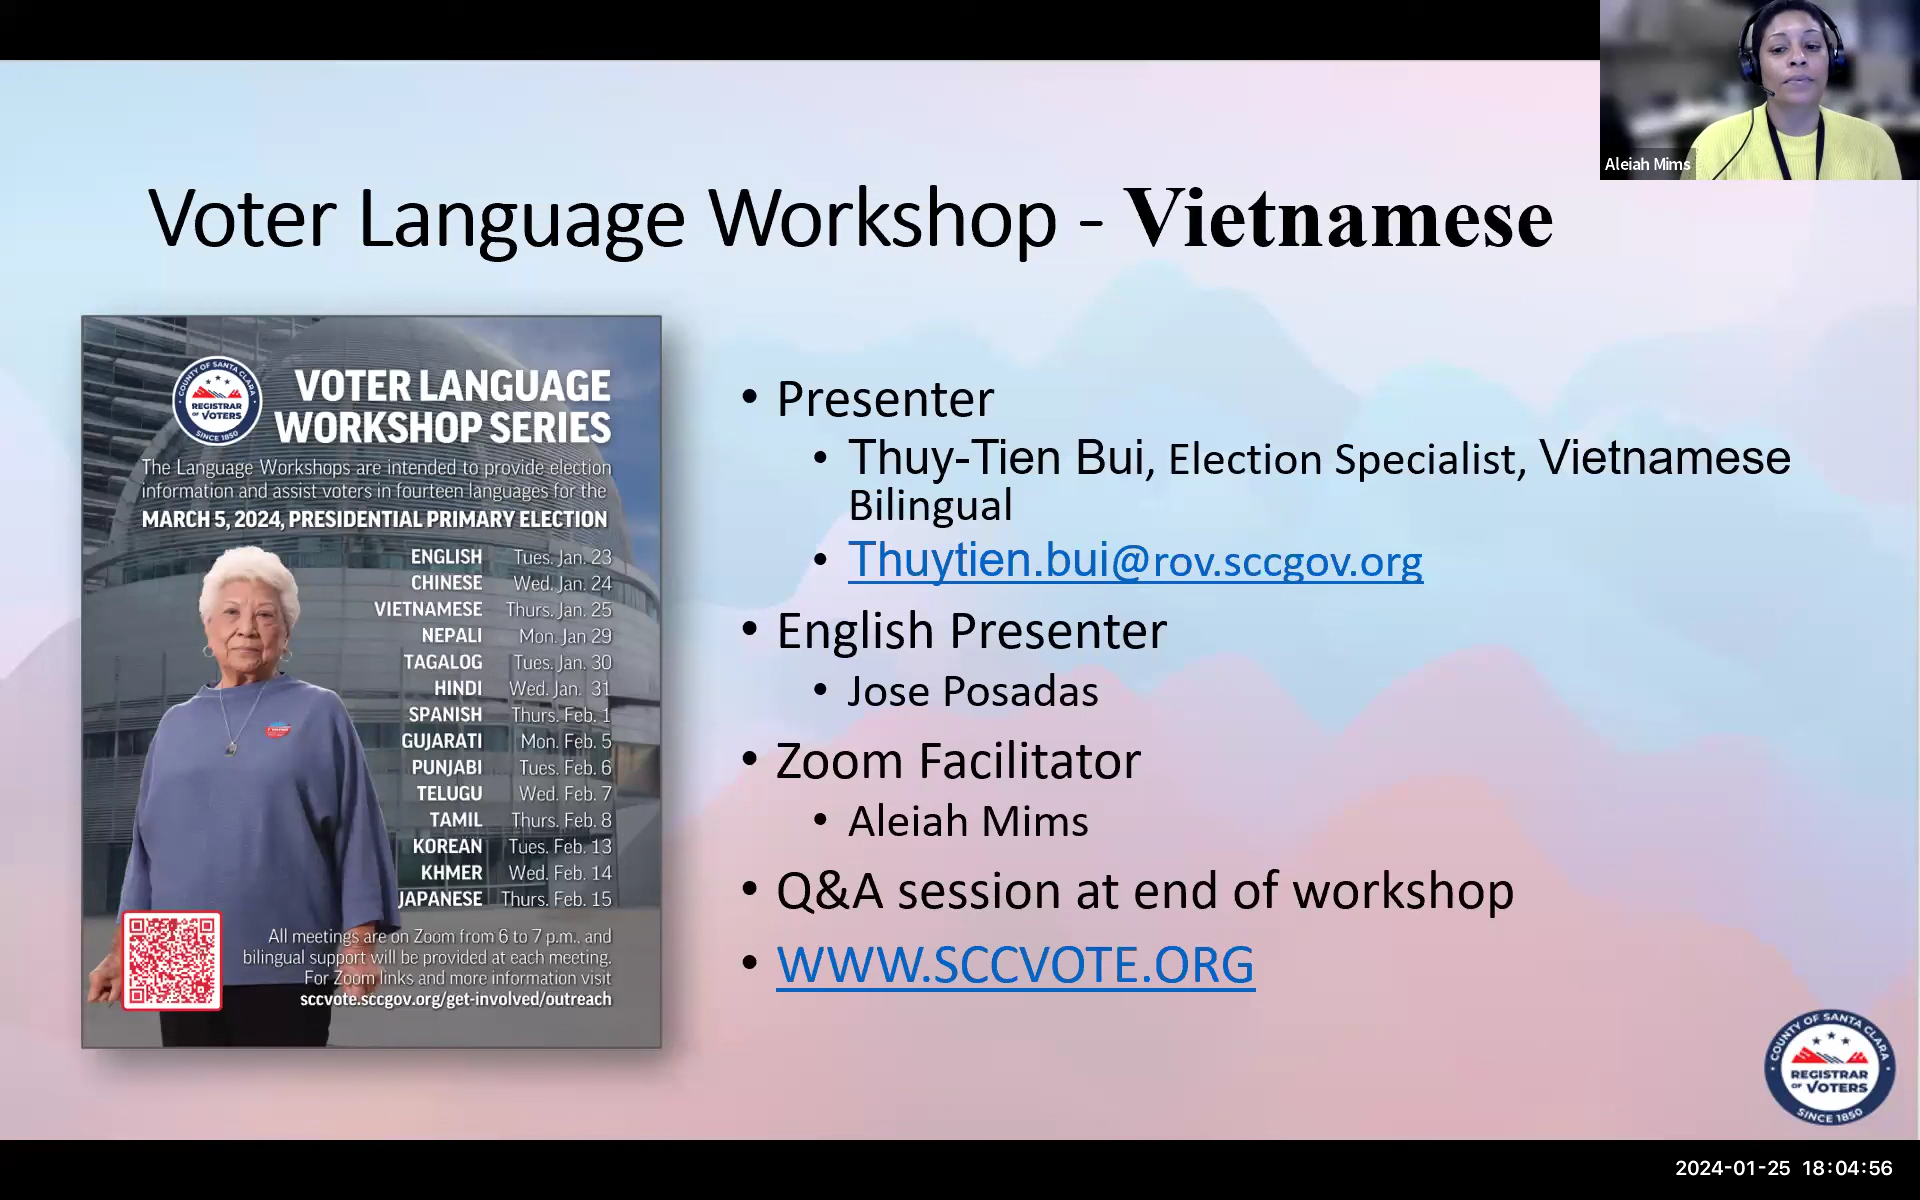 Aleiah Mims
Voter Language Workshop - Vietnamese
COUNTY OF SANTA CLARA
REGISTRAR
OF VOTERS
SINCE 1850
VOTER LANGUAGE
WORKSHOP SERIES
The Language Workshops are intended to provide election
information and assist voters in fourteen languages for the
MARCH 5, 2024, PRESIDENTIAL PRIMARY ELECTION
ENGLISH Tues. Jan. 23
CHINESE Wed. Jan. 24
VIETNAMESE Thurs. Jan. 25
NEPALI Mon. Jan 29
TAGALOG Tues. Jan. 30
HINDI Wed. Jan. 31
SPANISH Thurs. Feb. 1
GUJARATI Mon. Feb. 5
PUNJABI Tues. Feb. 6
TELUGU Wed. Feb. 7
TAMIL Thurs. Feb. 8
KOREAN Tues. Feb. 13
KHMER Wed. Feb. 14
JAPANESE Thurs. Feb. 15
All meetings are on Zoom from 6 to 7 p.m., and
bilingual support will be provided at each meeting.
For Zoom links and more information visit
sccvote.sccgov.org/get-involved/outreach
• Presenter
• Thuy-Tien Bui, Election Specialist, Vietnamese
Bilingual
• Thuytien.bui@rov.sccgov.org
• English Presenter
• Jose Posadas
• Zoom Facilitator
• Aleiah Mims
• Q&A session at end of workshop
• WWW.SCCVOTE.ORG
COUNTY OF SANTA CLARA
REGISTRAR
OF VOTERS
SINCE 1850
2024-01-25 18:04:56